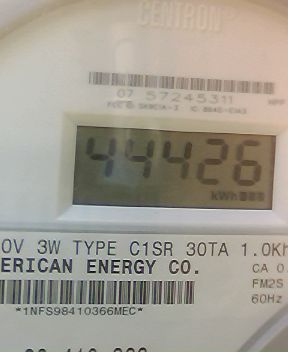 CENTRON
07 57245311
44426
kWh
0V 3W TYPE C1SR 30TA 1.0Kh
ERICAN ENERGY CO.
CA 0.
FM2S
60Hz
*1NFS98410366MEC*